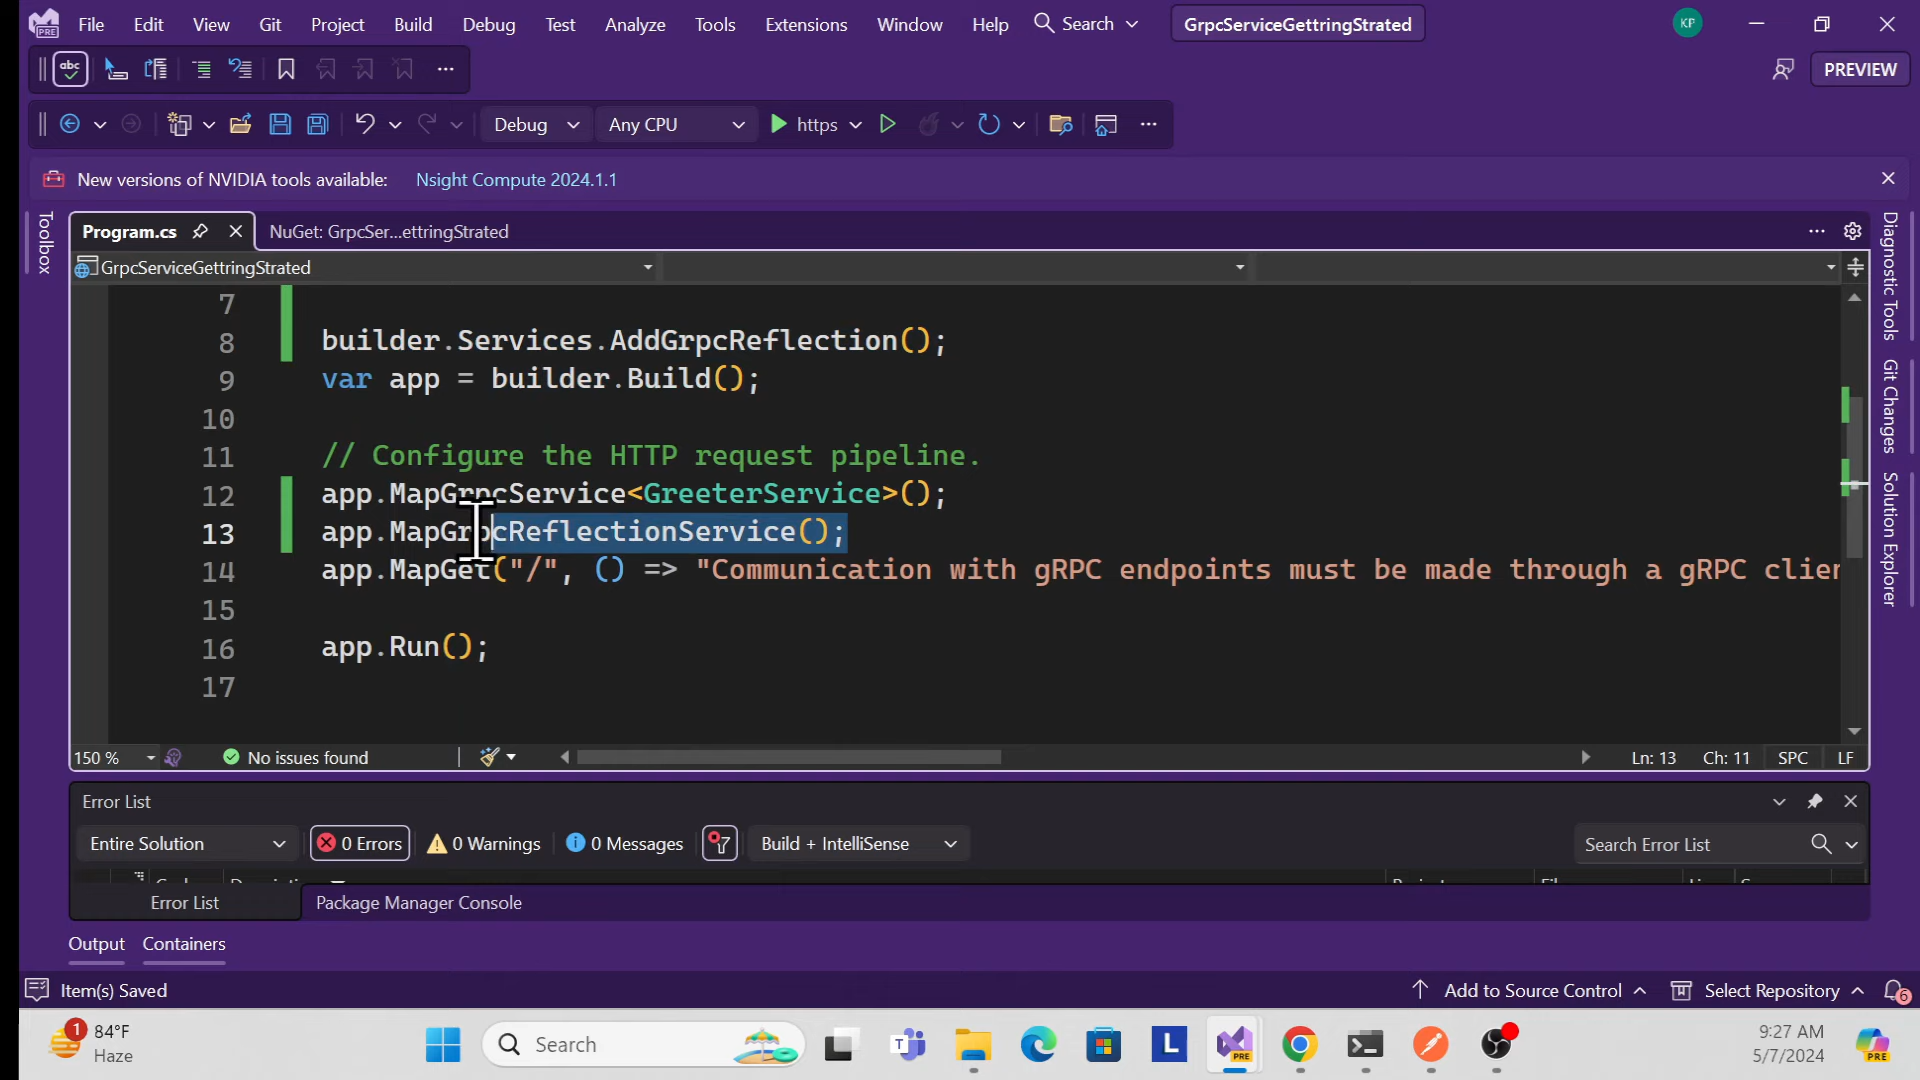 File Edit View Git Project Build Debug Test Analyze Tools Extensions Window Help Search GrpcServiceGettringStrated KP
PRE
abc PREVIEW
Debug Any CPU https
New versions of NVIDIA tools available: Nsight Compute 2024.1.1
Toolbox
Program.cs NuGet: GrpcSer...ettringStrated
GrpcServiceGettringStrated
7
8 builder.Services.AddGrpcReflection();
9 var app = builder.Build();
10
11 // Configure the HTTP request pipeline.
12 app.MapGrpcService<GreeterService>();
13 app.MapGrpcReflectionService();
14 app.MapGet("/", () => "Communication with gRPC endpoints must be made through a gRPC clien
15
16 app.Run();
17
Diagnostic Tools
Git Changes
Solution Explorer
150 % No issues found Ln: 13 Ch: 11 SPC LF
Error List
Entire Solution 0 Errors 0 Warnings 0 Messages Build + IntelliSense Search Error List
Error List Package Manager Console
Output Containers
Item(s) Saved Add to Source Control Select Repository 6
1 84°F
Haze
Search
T
L
PRE
9:27 AM
5/7/2024
PRE